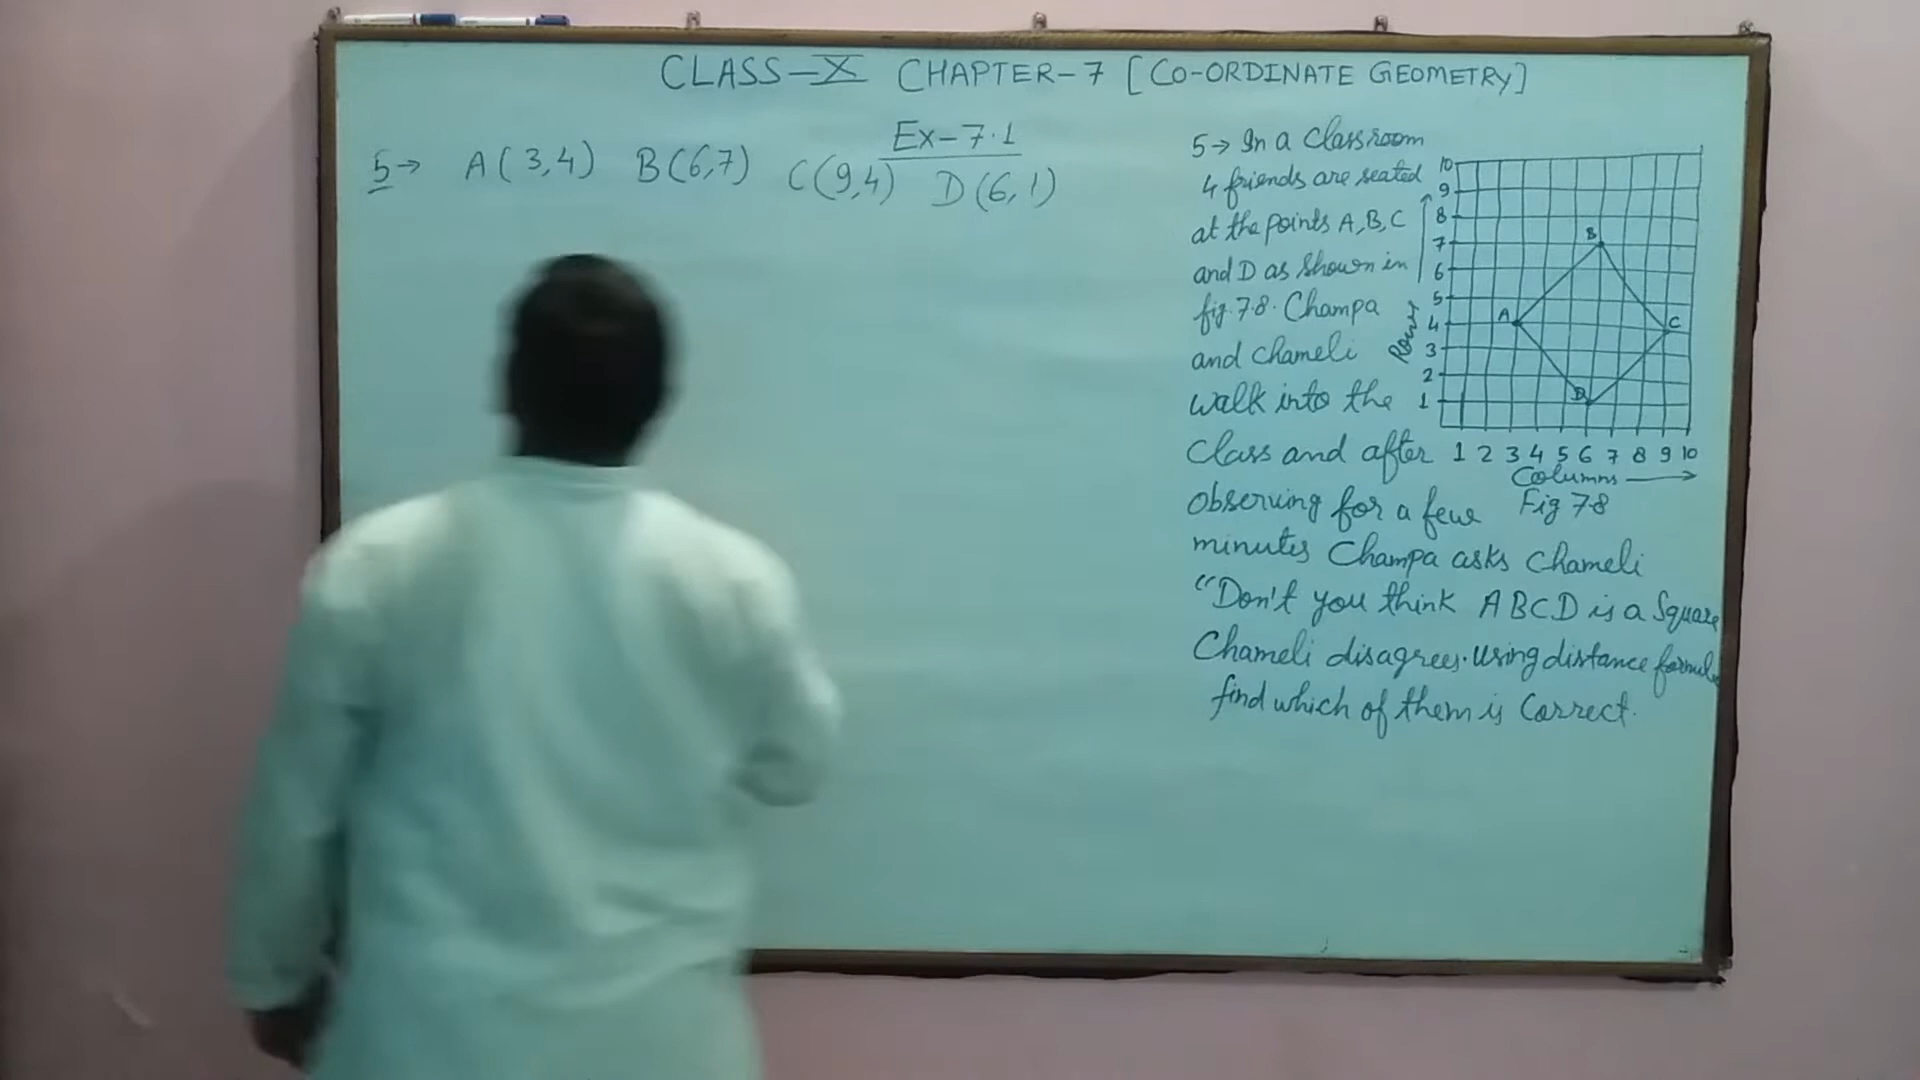 CLASS-X CHAPTER-7 [CO-ORDINATE GEOMETRY]
Ex-7.1
5→ A(3,4) B(6,7) C(9,4) D(6,1)
5→ In a Classroom
4 friends are seated
at the points A,B,C
and D as shown in
fig 7.8. Champa
and chameli
walk into the
Class and after
observing for a few
minutes Champa asks Chameli
"Don't you think ABCD is a Square
Chameli disagrees. Using distance formula
find which of them is Correct.
10
9
8
7
6
5
4
3
2
1
Rows
B
A
C
D
1 2 3 4 5 6 7 8 9 10
Columns →
Fig 7.8